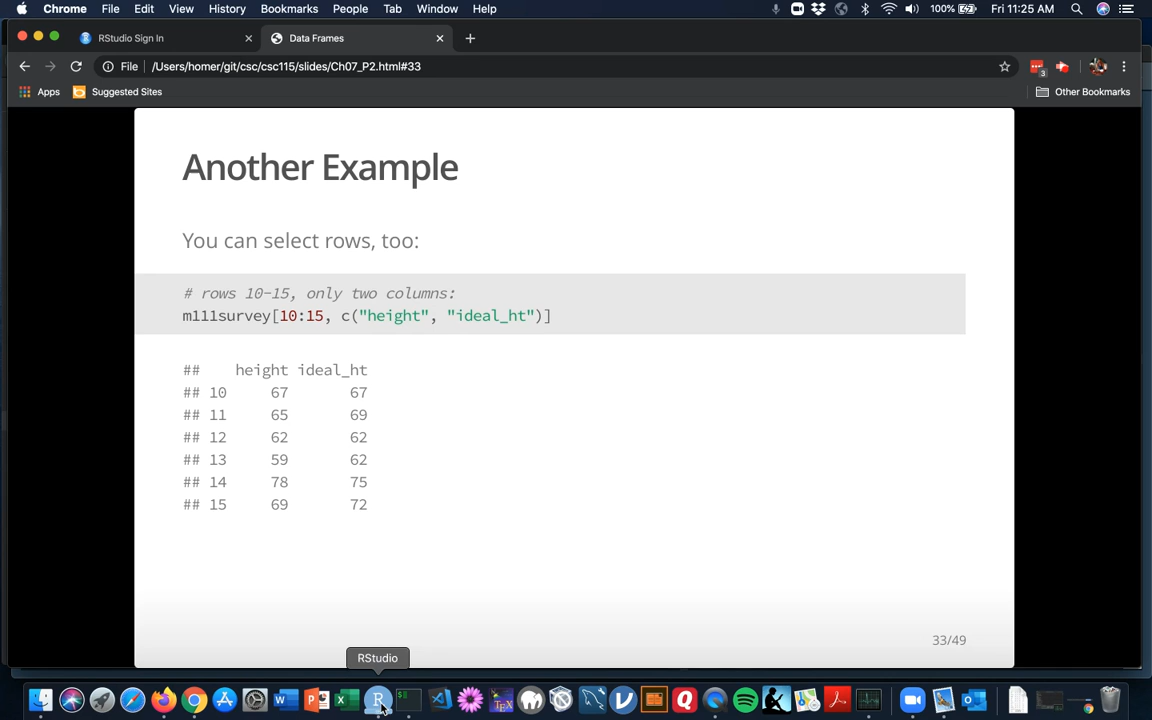 Chrome File Edit View History Bookmarks People Tab Window Help 100% Fri 11:25 AM
RStudio Sign In Data Frames
File /Users/homer/git/csc/csc115/slides/Ch07_P2.html#33
3
Apps Suggested Sites Other Bookmarks
Another Example
You can select rows, too:
# rows 10-15, only two columns:
m111survey[10:15, c("height", "ideal_ht")]
## height ideal_ht
## 10 67 67
## 11 65 69
## 12 62 62
## 13 59 62
## 14 78 75
## 15 69 72
33/49
RStudio